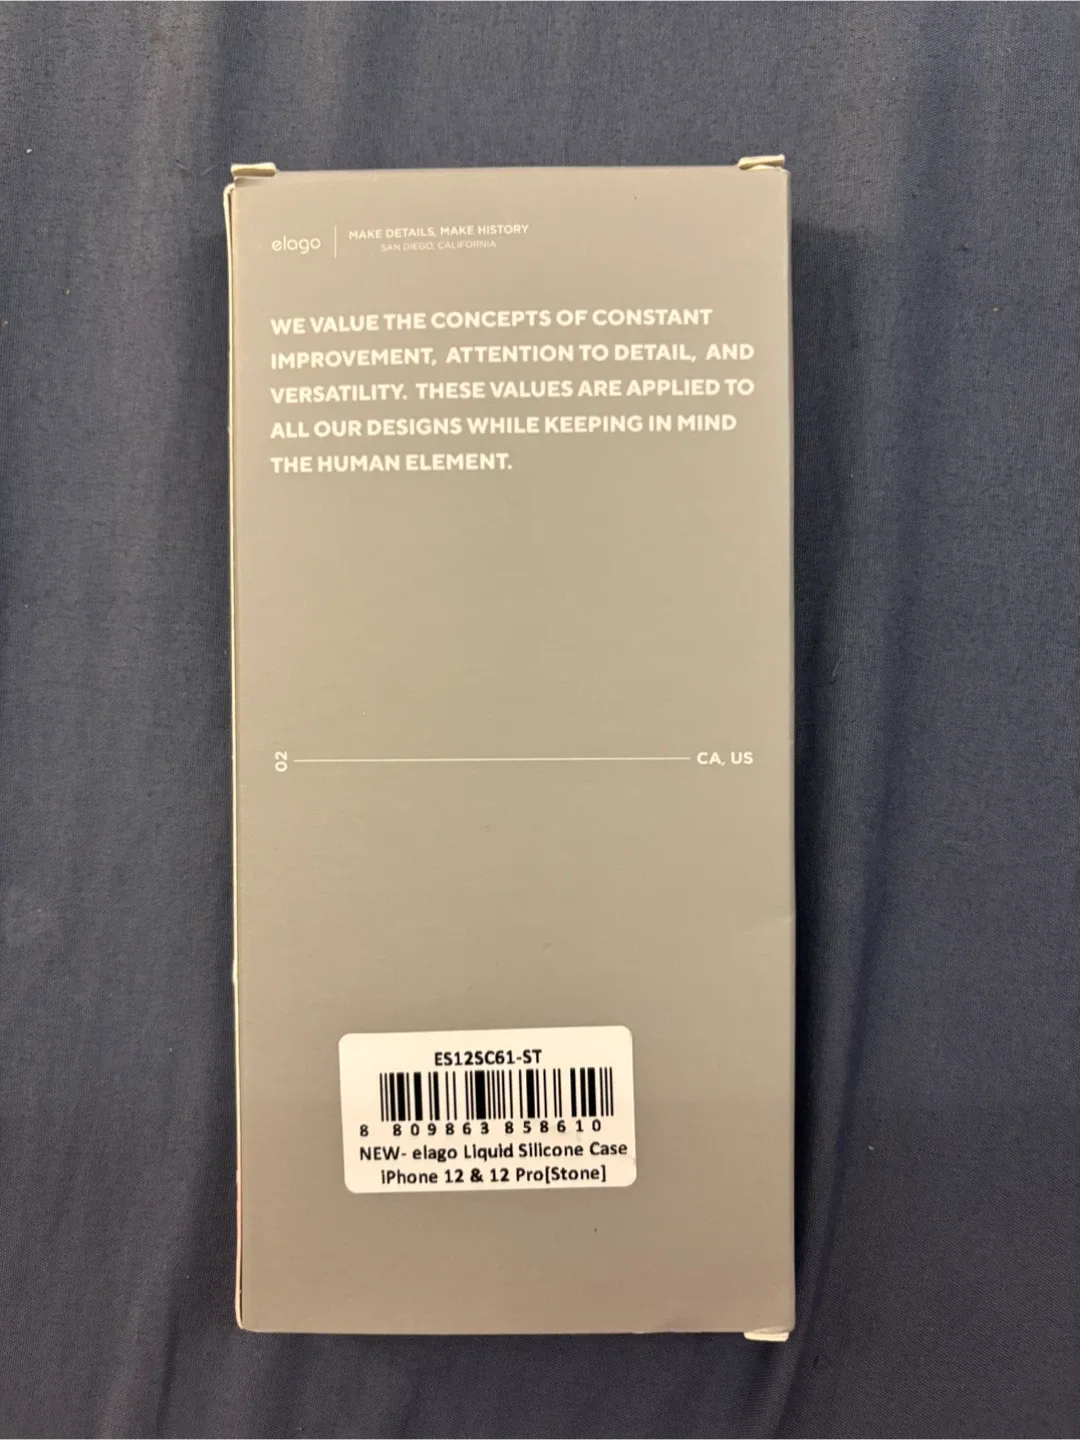 elago
MAKE DETAILS, MAKE HISTORY
SAN DIEGO, CALIFORNIA
WE VALUE THE CONCEPTS OF CONSTANT
IMPROVEMENT, ATTENTION TO DETAIL, AND
VERSATILITY. THESE VALUES ARE APPLIED TO
ALL OUR DESIGNS WHILE KEEPING IN MIND
THE HUMAN ELEMENT.
02
CA, US
ES12SC61-ST
8 809863 858610
NEW- elago Liquid Silicone Case
iPhone 12 & 12 Pro[Stone]